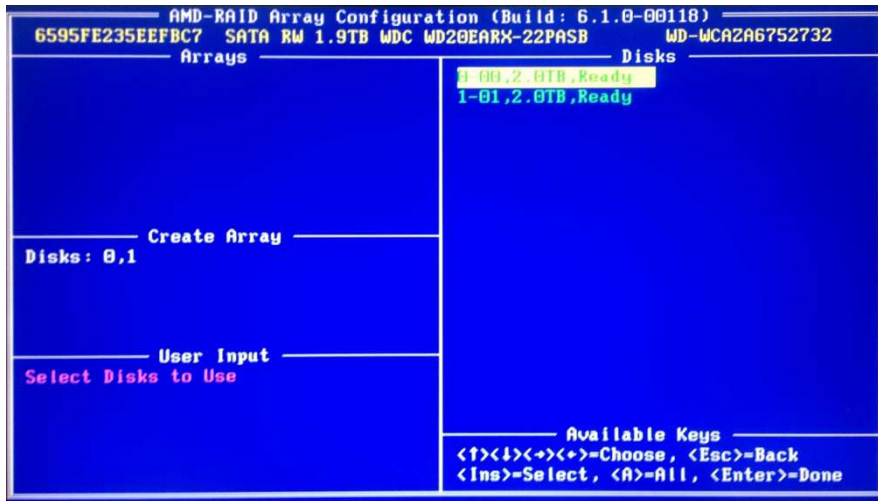 AMD-RAID Array Configuration (Build: 6.1.0-00118)
6595FE235EEFBC7 SATA RW 1.9TB WDC WD20EARX-22PASB WD-WCAZA6752732
Arrays
Disks
0-00,2.0TB,Ready
1-01,2.0TB,Ready
Create Array
Disks: 0,1
User Input
Select Disks to Use
Available Keys
<↑><↓><→><←>=Choose, <Esc>=Back
<Ins>=Select, <A>=All, <Enter>=Done